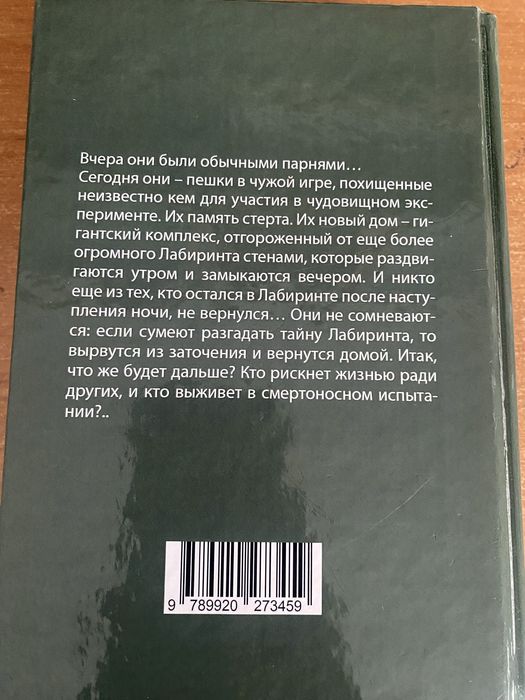 Вчера они были обычными парнями...
Сегодня они – пешки в чужой игре, похищенные
неизвестно кем для участия в чудовищном экс-
перименте. Их память стерта. Их новый дом – ги-
гантский комплекс, отгороженный от еще более
огромного Лабиринта стенами, которые раздви-
гаются утром и замыкаются вечером. И никто
еще из тех, кто остался в Лабиринте после насту-
пления ночи, не вернулся... Они не сомневают-
ся: если сумеют разгадать тайну Лабиринта, то
вырвутся из заточения и вернутся домой. Итак,
что же будет дальше? Кто рискнет жизнью ради
других, и кто выживет в смертоносном испыта-
нии?..
9 789920 273459